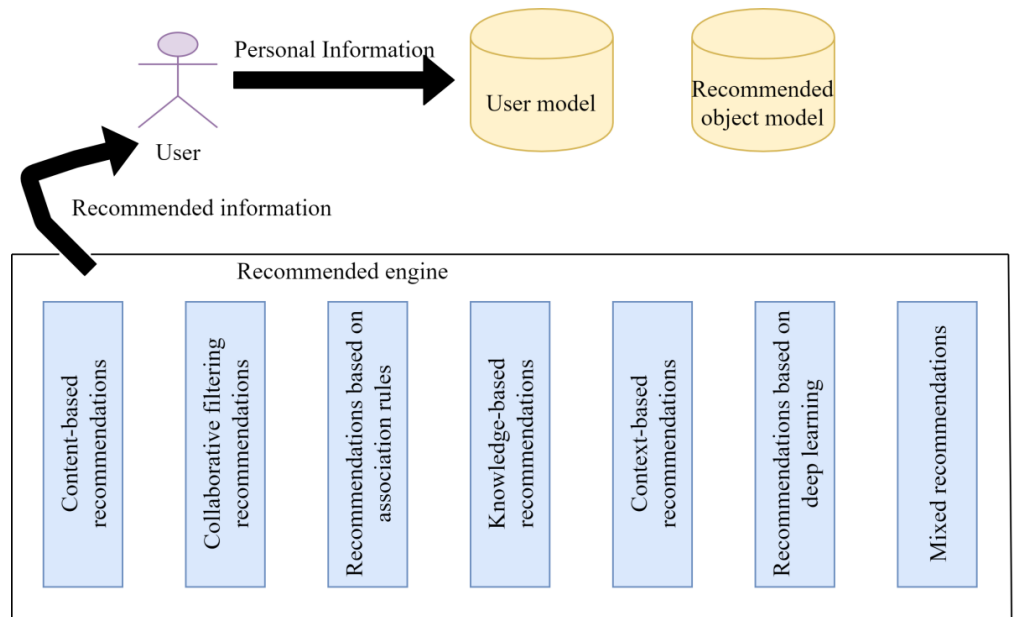 Personal Information
User model
Recommended
object model
User
Recommended information
Recommended engine
Content-based
recommendations
Collaborative filtering
recommendations
Recommendations based on
association rules
Knowledge-based
recommendations
Context-based
recommendations
Recommendations based on
deep learning
Mixed recommendations